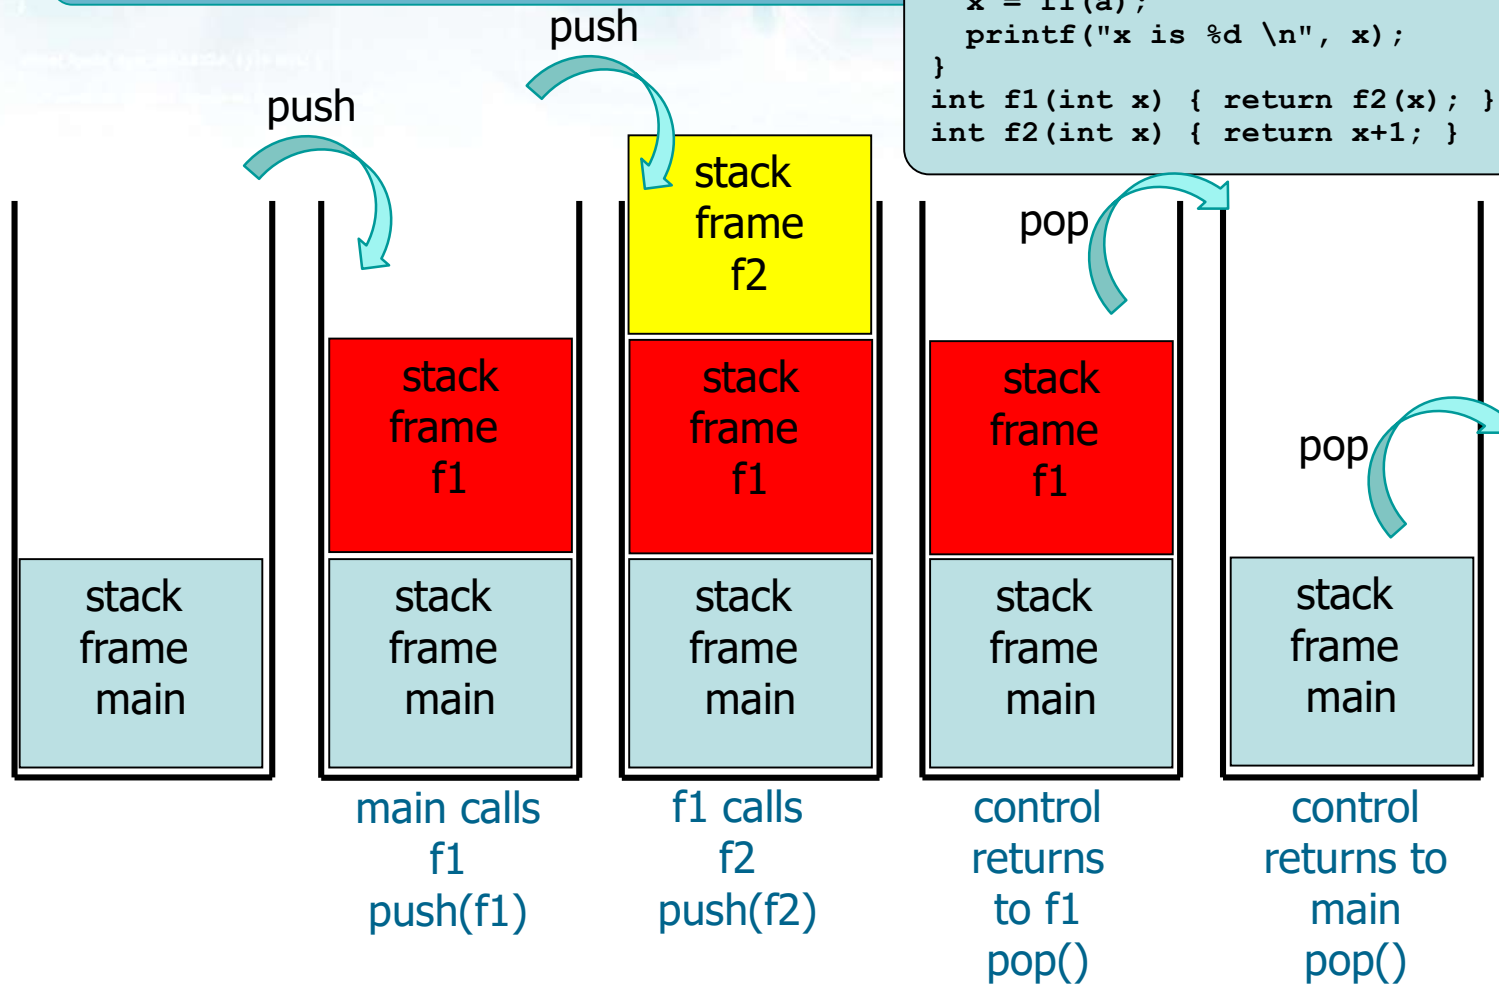 x = f1(a);
printf("x is %d \n", x);
}
int f1(int x) { return f2(x); }
int f2(int x) { return x+1; }
push
push
pop
pop
stack
frame
main
stack
frame
f1
stack
frame
main
stack
frame
f2
stack
frame
f1
stack
frame
main
stack
frame
f1
stack
frame
main
stack
frame
main
main calls
f1
push(f1)
f1 calls
f2
push(f2)
control
returns
to f1
pop()
control
returns to
main
pop()